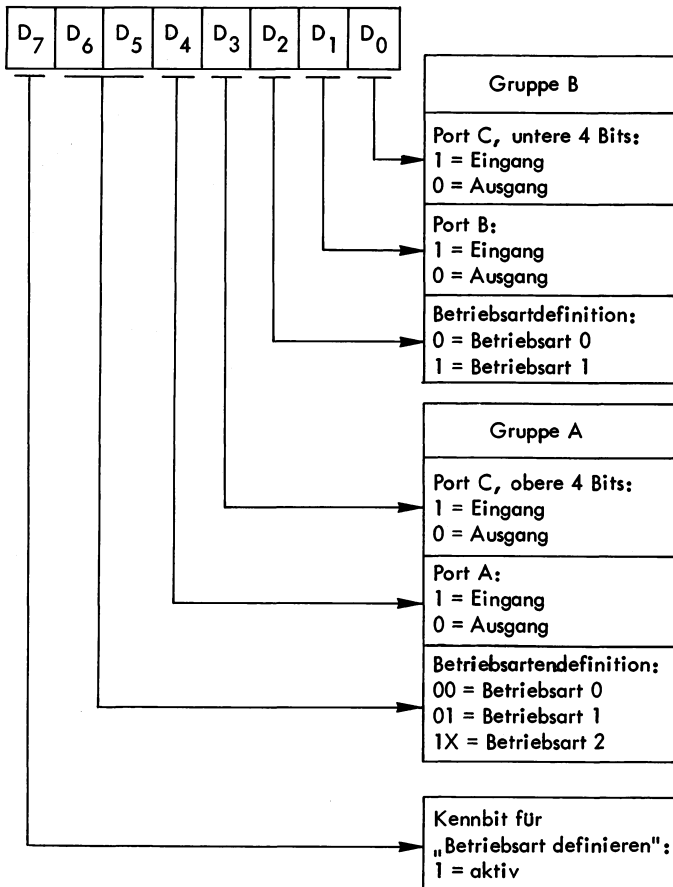 D7 D6 D5 D4 D3 D2 D1 D0
Gruppe B
Port C, untere 4 Bits:
1 = Eingang
0 = Ausgang
Port B:
1 = Eingang
0 = Ausgang
Betriebsartdefinition:
0 = Betriebsart 0
1 = Betriebsart 1
Gruppe A
Port C, obere 4 Bits:
1 = Eingang
0 = Ausgang
Port A:
1 = Eingang
0 = Ausgang
Betriebsartendefinition:
00 = Betriebsart 0
01 = Betriebsart 1
1X = Betriebsart 2
Kennbit für
„Betriebsart definieren":
1 = aktiv